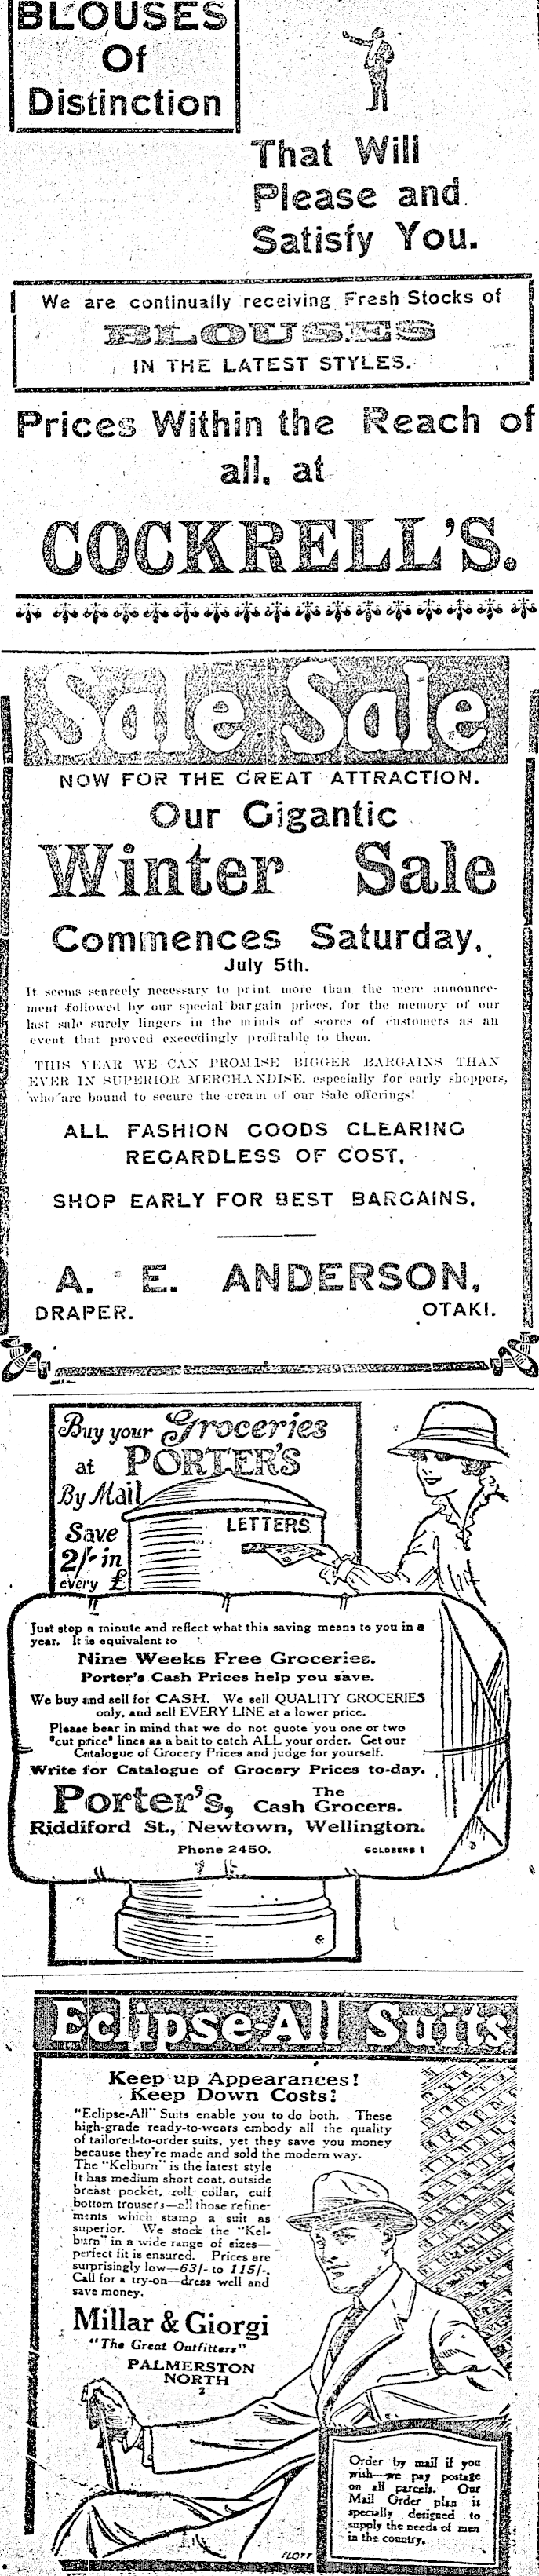 BLOUSES
Of
Distinction
That Will
Please and
Satisfy You.
We are continually receiving Fresh Stocks of
BLOUSES
IN THE LATEST STYLES.
Prices Within the Reach of
all, at
COCKRELL'S.
Sale Sale
NOW FOR THE GREAT ATTRACTION.
Our Gigantic
Winter Sale
Commences Saturday,
July 5th.
It seems scarcely necessary to print more than the mere announce-
ment followed by our special bargain prices, for the memory of our
last sale surely lingers in the minds of scores of customers as an
event that proved exceedingly profitable to them.
THIS YEAR WE CAN PROMISE BIGGER BARGAINS THAN
EVER IN SUPERIOR MERCHANDISE, especially for early shoppers,
who are bound to secure the cream of our Sale offerings!
ALL FASHION GOODS CLEARING
REGARDLESS OF COST,
SHOP EARLY FOR BEST BARGAINS.
A. E. ANDERSON,
DRAPER. OTAKI.
Buy your Groceries
at PORTER'S
By Mail
LETTERS
Save
2/- in
every £
Just stop a minute and reflect what this saving means to you in a
year. It is equivalent to
Nine Weeks Free Groceries.
Porter's Cash Prices help you save.
We buy and sell for CASH. We sell QUALITY GROCERIES
only, and sell EVERY LINE at a lower price.
Please bear in mind that we do not quote you one or two
"cut price" lines as a bait to catch ALL your order. Get our
Catalogue of Grocery Prices and judge for yourself.
Write for Catalogue of Grocery Prices to-day.
Porter's, The
Cash Grocers.
Riddiford St., Newtown, Wellington.
Phone 2450. GOLDBERG 1
Eclipse-All Suits
Keep up Appearances!
Keep Down Costs!
"Eclipse-All" Suits enable you to do both. These
high-grade ready-to-wears embody all the quality
of tailored-to-order suits, yet they save you money
because they're made and sold the modern way.
The "Kelburn" is the latest style
It has medium short coat, outside
breast pocket, roll collar, cuff
bottom trousers—all those refine-
ments which stamp a suit as
superior. We stock the "Kel-
burn" in a wide range of sizes—
perfect fit is ensured. Prices are
surprisingly low—63/- to 115/-.
Call for a try-on—dress well and
save money.
Millar & Giorgi
"The Great Outfitters"
PALMERSTON
NORTH
2
Order by mail if you
wish—we pay postage
on all parcels. Our
Mail Order plan is
specially designed to
supply the needs of men
in the country.